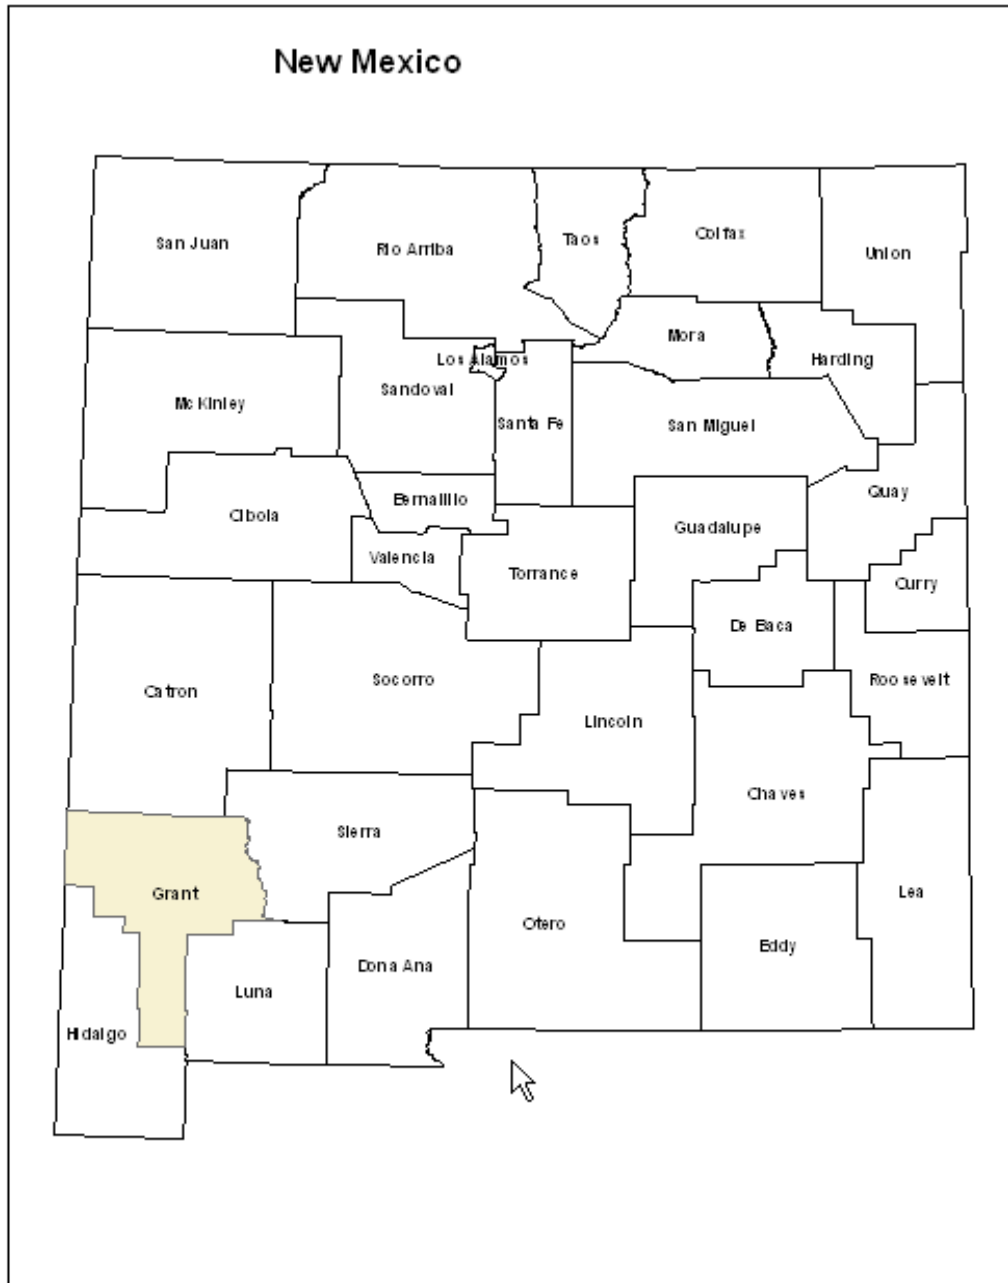 New Mexico
San Juan
Rio Arriba
Taos
Colfax
Union
Los Alamos
Mora
Harding
Mc Kinley
Sandoval
Santa Fe
San Miguel
Cibola
Bernalillo
Guadalupe
Quay
Valencia
Torrance
Curry
De Baca
Catron
Socorro
Lincoln
Roosevelt
Sierra
Chaves
Grant
Otero
Eddy
Lea
Luna
Dona Ana
Hidalgo